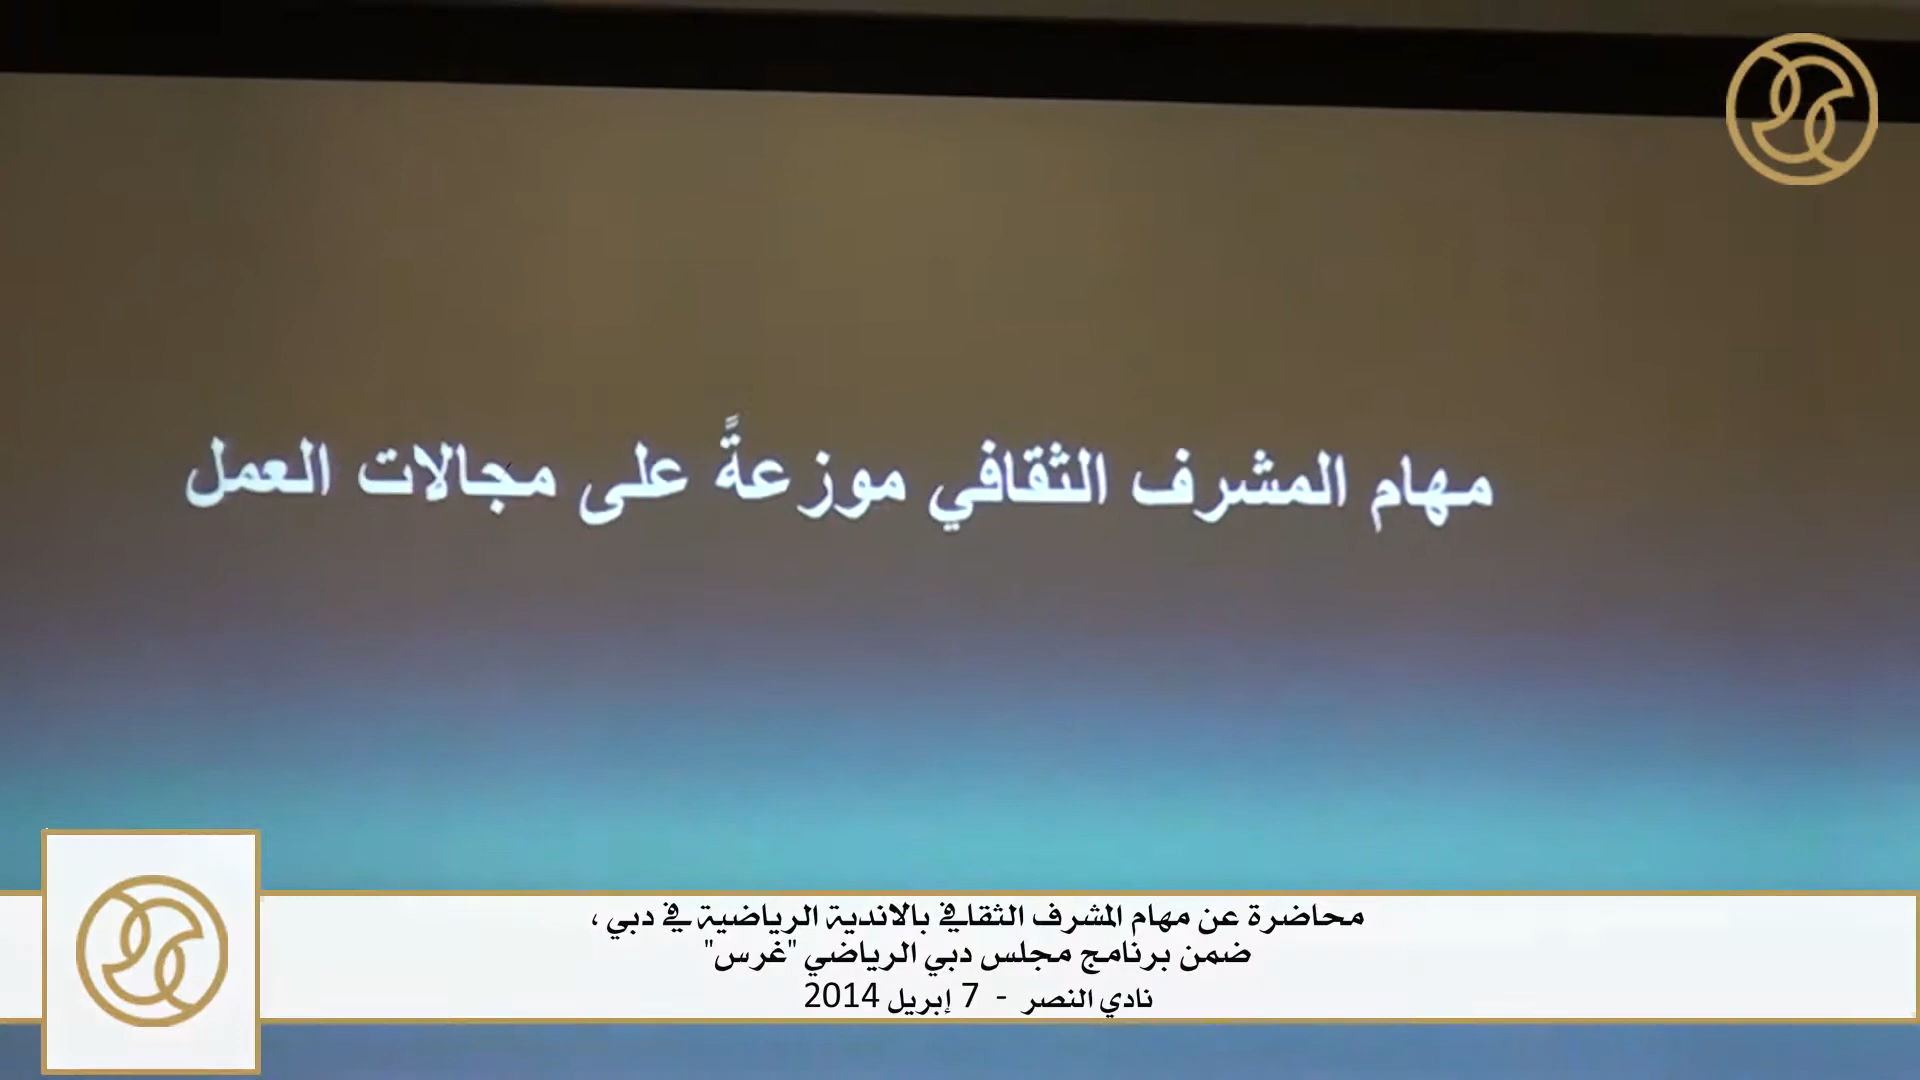 مهام المشرف الثقافي موزعةً على مجالات العمل
محاضرة عن مهام المشرف الثقافي بالاندية الرياضية في دبي ،
ضمن برنامج مجلس دبي الرياضي "غرس"
نادي النصر - 7 إبريل 2014